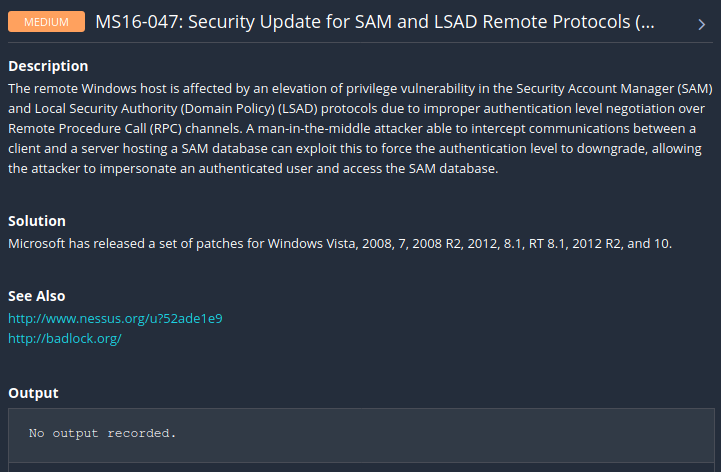 MEDIUM MS16-047: Security Update for SAM and LSAD Remote Protocols (...
Description
The remote Windows host is affected by an elevation of privilege vulnerability in the Security Account Manager (SAM)
and Local Security Authority (Domain Policy) (LSAD) protocols due to improper authentication level negotiation over
Remote Procedure Call (RPC) channels. A man-in-the-middle attacker able to intercept communications between a
client and a server hosting a SAM database can exploit this to force the authentication level to downgrade, allowing
the attacker to impersonate an authenticated user and access the SAM database.
Solution
Microsoft has released a set of patches for Windows Vista, 2008, 7, 2008 R2, 2012, 8.1, RT 8.1, 2012 R2, and 10.
See Also
http://www.nessus.org/u?52ade1e9
http://badlock.org/
Output
No output recorded.